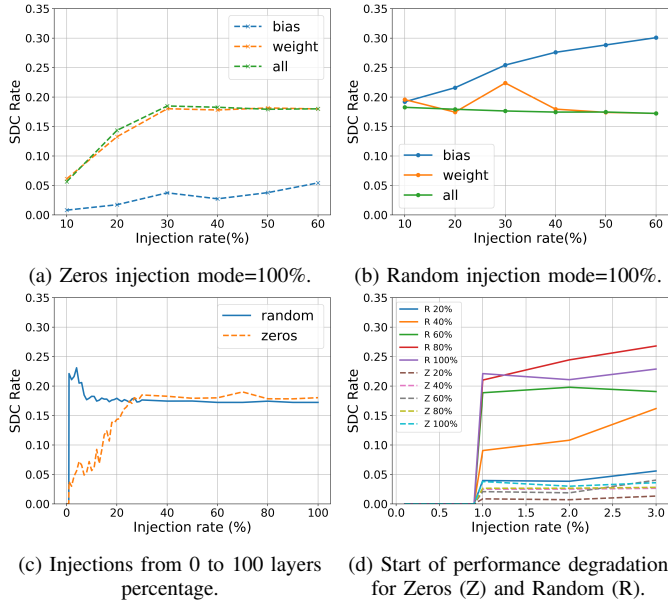 0.35
0.30
0.25
0.20
0.15
0.10
0.05
0.00
SDC Rate
bias
weight
all
10 20 30 40 50 60
Injection rate(%)
(a) Zeros injection mode=100%.
0.35
0.30
0.25
0.20
0.15
0.10
0.05
0.00
SDC Rate
bias
weight
all
10 20 30 40 50 60
Injection rate(%)
(b) Random injection mode=100%.
0.35
0.30
0.25
0.20
0.15
0.10
0.05
0.00
SDC Rate
random
zeros
0 20 40 60 80 100
Injection rate (%)
(c) Injections from 0 to 100 layers
percentage.
0.35
0.30
0.25
0.20
0.15
0.10
0.05
0.00
SDC Rate
R 20%
R 40%
R 60%
R 80%
R 100%
Z 20%
Z 40%
Z 60%
Z 80%
Z 100%
0.0 0.5 1.0 1.5 2.0 2.5 3.0
Injection rate (%)
(d) Start of performance degradation
for Zeros (Z) and Random (R).